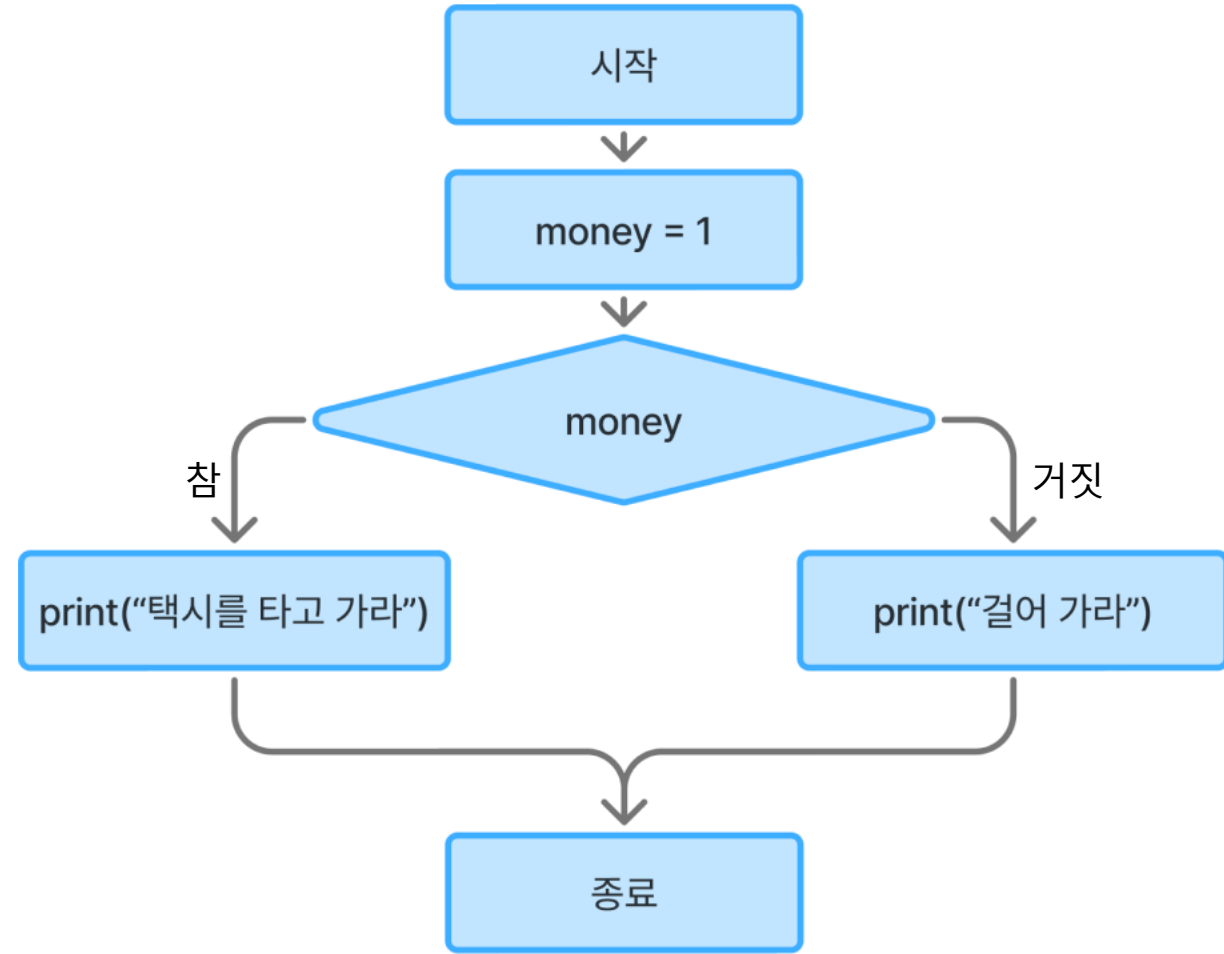 시작
money = 1
money
참
거짓
print(“택시를 타고 가라”)
print(“걸어 가라”)
종료